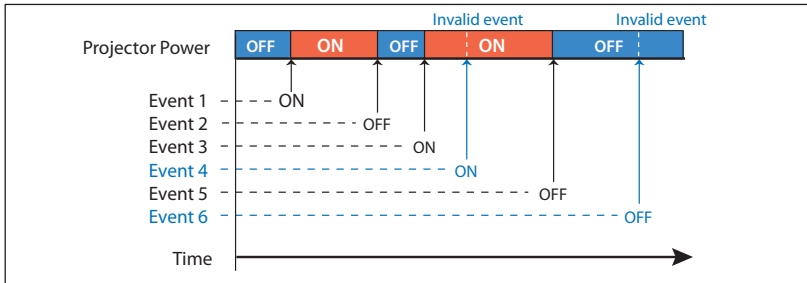 Invalid event Invalid event
Projector Power OFF ON OFF ON OFF
Event 1 ON
Event 2 OFF
Event 3 ON
Event 4 ON
Event 5 OFF
Event 6 OFF
Time